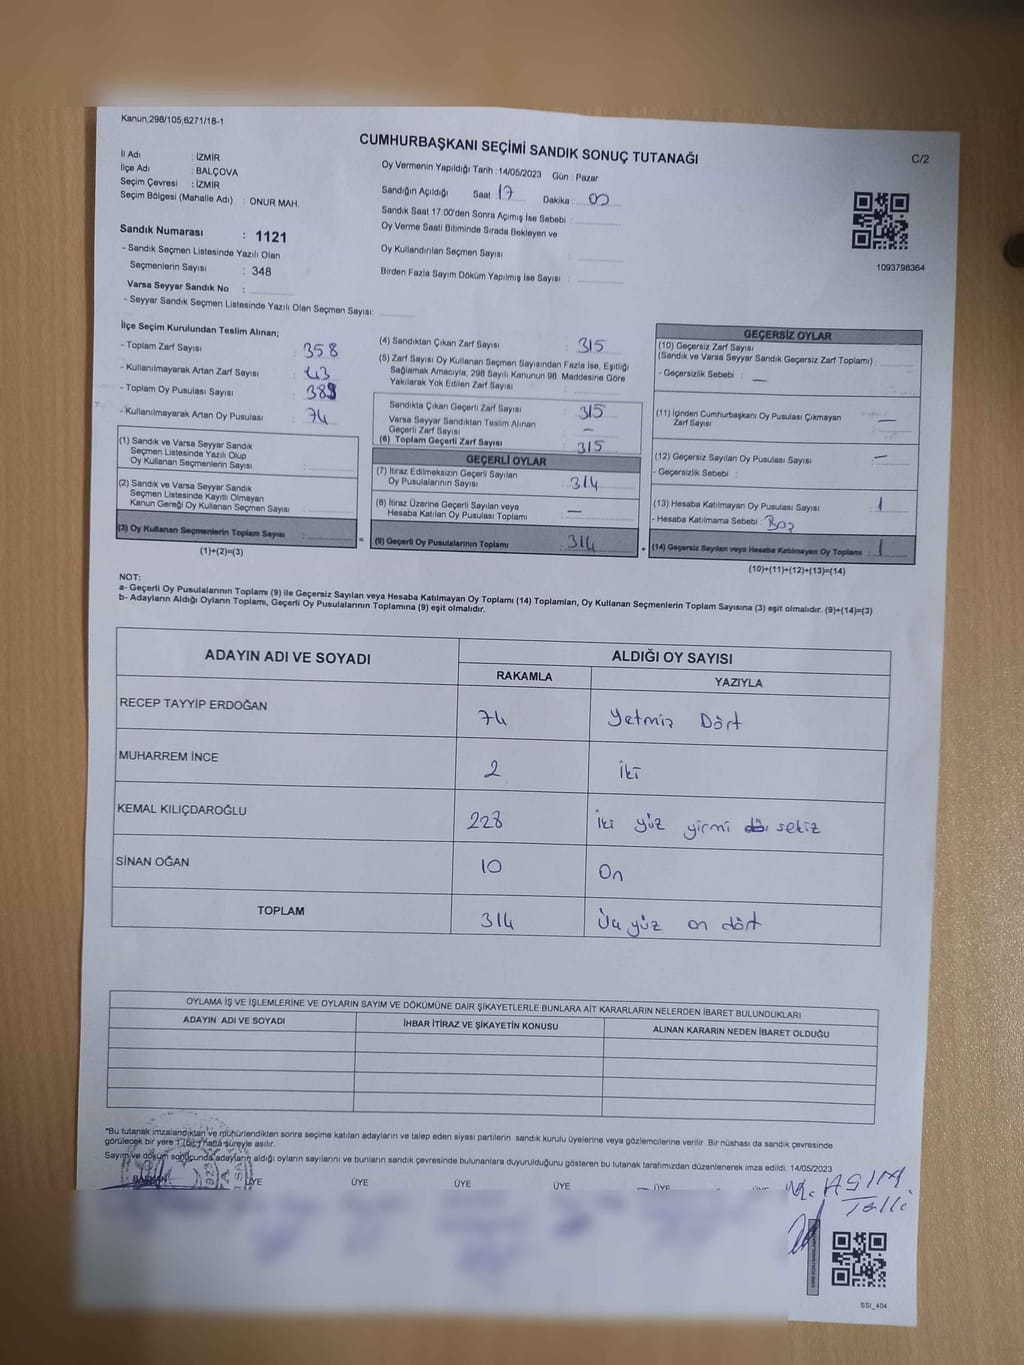 Kanun;298/105,6271/18-1
CUMHURBAŞKANI SEÇİMİ SANDIK SONUÇ TUTANAĞI
C/2
İl Adı : İZMİR
İlçe Adı : BALÇOVA
Seçim Çevresi : İZMİR
Seçim Bölgesi (Mahalle Adı) : ONUR MAH.
Sandık Numarası : 1121
- Sandık Seçmen Listesinde Yazılı Olan
Seçmenlerin Sayısı : 348
Varsa Seyyar Sandık No :
- Seyyar Sandık Seçmen Listesinde Yazılı Olan Seçmen Sayısı:
Oy Vermenin Yapıldığı Tarih :14/05/2023 Gün : Pazar
Sandığın Açıldığı Saat : 17 Dakika : 00
Sandık Saat 17:00'den Sonra Açımış İse Sebebi :
Oy Verme Saati Bitiminde Sırada Bekleyen ve
Oy Kullandırılan Seçmen Sayısı :
Birden Fazla Sayım Döküm Yapılmış İse Sayısı :
1093798364
İlçe Seçim Kurulundan Teslim Alınan;
- Toplam Zarf Sayısı : 358
- Kullanılmayarak Artan Zarf Sayısı : 43
- Toplam Oy Pusulası Sayısı :
- Kullanılmayarak Artan Oy Pusulası : 74
(1) Sandık ve Varsa Seyyar Sandık
Seçmen Listesinde Yazılı Olup
Oy Kullanan Seçmenlerin Sayısı :
(2) Sandık ve Varsa Seyyar Sandık
Seçmen Listesinde Kayıtlı Olmayan
Kanun Gereği Oy Kullanan Seçmen Sayısı :
(3) Oy Kullanan Seçmenlerin Toplam Sayısı :
(1)+(2)=(3)
(4) Sandıktan Çıkan Zarf Sayısı : 315
(5) Zarf Sayısı Oy Kullanan Seçmen Sayısından Fazla İse, Eşitliği
Sağlamak Amacıyla, 298 Sayılı Kanunun 98. Maddesine Göre
Yakılarak Yok Edilen Zarf Sayısı :
Sandıkta Çıkan Geçerli Zarf Sayısı : 315
Varsa Seyyar Sandıktan Teslim Alınan
Geçerli Zarf Sayısı : —
(6) Toplam Geçerli Zarf Sayısı : 315
GEÇERLİ OYLAR
(7) İtiraz Edilmeksizin Geçerli Sayılan
Oy Pusulalarının Sayısı : 314
(8) İtiraz Üzerine Geçerli Sayılan veya
Hesaba Katılan Oy Pusulası Toplamı : —
(9) Geçerli Oy Pusulalarının Toplamı : 314
GEÇERSİZ OYLAR
(10) Geçersiz Zarf Sayısı
(Sandık ve Varsa Seyyar Sandık Geçersiz Zarf Toplamı) :
- Geçersizlik Sebebi : —
(11) İçinden Cumhurbaşkanı Oy Pusulası Çıkmayan
Zarf Sayısı : —
(12) Geçersiz Sayılan Oy Pusulası Sayısı : —
- Geçersizlik Sebebi :
(13) Hesaba Katılmayan Oy Pusulası Sayısı : 1
- Hesaba Katılmama Sebebi : Boş
(14) Geçersiz Sayılan veya Hesaba Katılmayan Oy Toplamı : 1
(10)+(11)+(12)+(13)=(14)
NOT:
a- Geçerli Oy Pusulalarının Toplamı (9) ile Geçersiz Sayılan veya Hesaba Katılmayan Oy Toplamı (14) Toplamları, Oy Kullanan Seçmenlerin Toplam Sayısına (3) eşit olmalıdır. (9)+(14)=(3)
b- Adayların Aldığı Oyların Toplamı, Geçerli Oy Pusulalarının Toplamına (9) eşit olmalıdır.
ADAYIN ADI VE SOYADI ALDIĞI OY SAYISI
RAKAMLA YAZIYLA
RECEP TAYYİP ERDOĞAN 74 Yetmiş Dört
MUHARREM İNCE 2 İki
KEMAL KILIÇDAROĞLU 228 İki yüz yirmi sekiz
SİNAN OĞAN 10 On
TOPLAM 314 Üç yüz on dört
OYLAMA İŞ VE İŞLEMLERİNE VE OYLARIN SAYIM VE DÖKÜMÜNE DAİR ŞİKAYETLERLE BUNLARA AİT KARARLARIN NELERDEN İBARET BULUNDUKLARI
ADAYIN ADI VE SOYADI İHBAR İTİRAZ VE ŞİKAYETİN KONUSU ALINAN KARARIN NEDEN İBARET OLDUĞU
*Bu tutanak imzalandıktan ve mühürlendikten sonra seçime katılan adayların ve talep eden siyasi partilerin sandık kurulu üyelerine veya gözlemcilerine verilir .Bir nüshası da sandık çevresinde
görülecek bir yere 1 (bir) hafta süreyle asılır.
Sayım ve döküm sonucunda adayların aldığı oyların sayılarını ve bunların sandık çevresinde bulunanlara duyurulduğunu gösteren bu tutanak tarafımızdan düzenlenerek imza edildi. 14/05/2023
BAŞKAN ÜYE ÜYE ÜYE ÜYE ÜYE
SSI_404